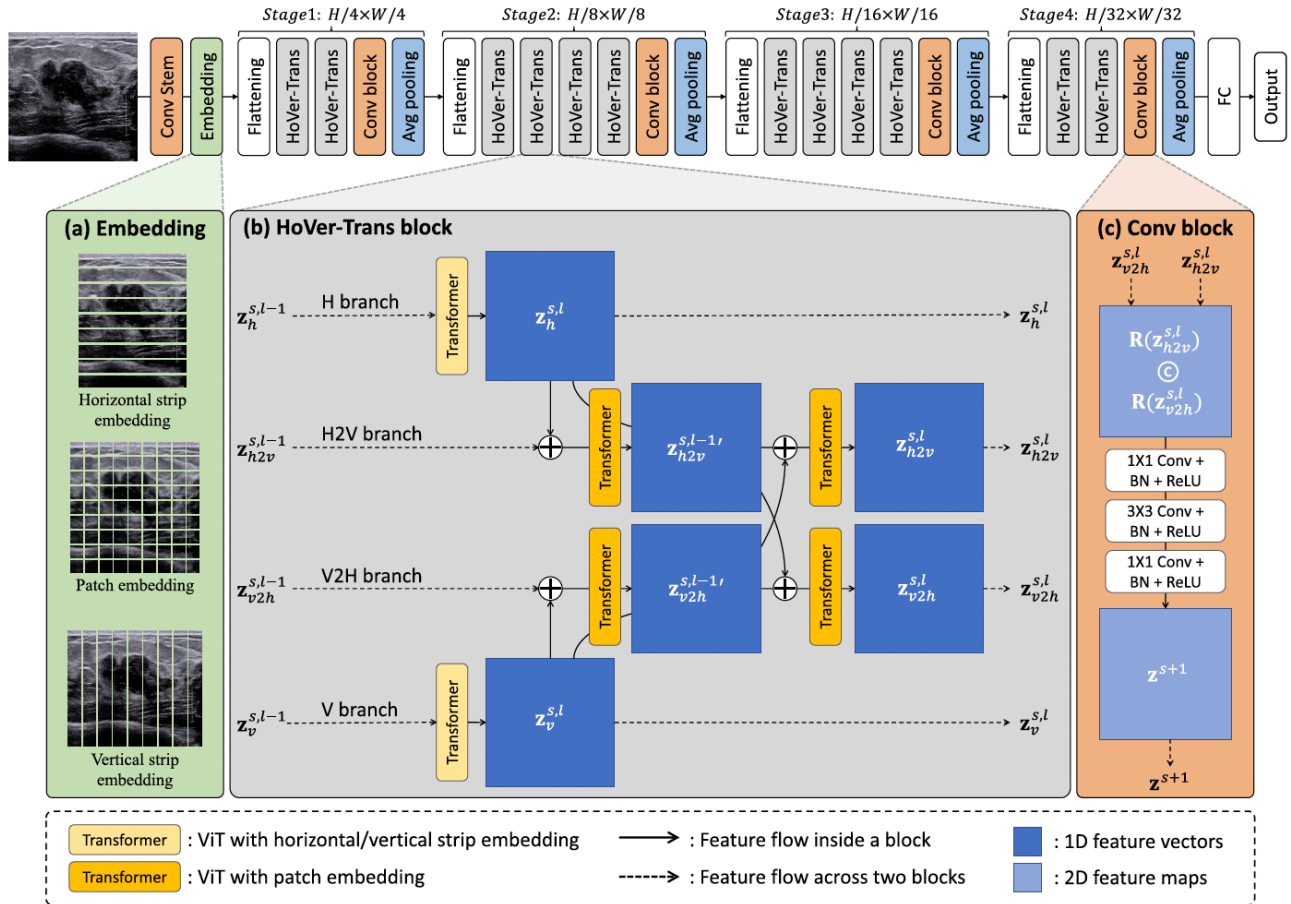 Stage1: H/4×W/4
Stage2: H/8×W/8
Stage3: H/16×W/16
Stage4: H/32×W/32
Conv Stem
Embedding
Flattening
HoVer-Trans
HoVer-Trans
Conv block
Avg pooling
Flattening
HoVer-Trans
HoVer-Trans
HoVer-Trans
HoVer-Trans
Conv block
Avg pooling
Flattening
HoVer-Trans
HoVer-Trans
HoVer-Trans
HoVer-Trans
Conv block
Avg pooling
Flattening
HoVer-Trans
HoVer-Trans
Conv block
Avg pooling
FC
Output
(a) Embedding
Horizontal strip
embedding
Patch embedding
Vertical strip
embedding
(b) HoVer-Trans block
z_h^{s,l-1}
H branch
Transformer
z_h^{s,l}
z_h^{s,l}
z_{h2v}^{s,l-1}
H2V branch
Transformer
z_{h2v}^{s,l-1}′
Transformer
z_{h2v}^{s,l}
z_{h2v}^{s,l}
z_{v2h}^{s,l-1}
V2H branch
Transformer
z_{v2h}^{s,l-1}′
Transformer
z_{v2h}^{s,l}
z_{v2h}^{s,l}
z_v^{s,l-1}
V branch
Transformer
z_v^{s,l}
z_v^{s,l}
(c) Conv block
z_{v2h}^{s,l} z_{h2v}^{s,l}
R(z_{h2v}^{s,l})
©
R(z_{v2h}^{s,l})
1X1 Conv +
BN + ReLU
3X3 Conv +
BN + ReLU
1X1 Conv +
BN + ReLU
z^{s+1}
z^{s+1}
Transformer : ViT with horizontal/vertical strip embedding
Transformer : ViT with patch embedding
: Feature flow inside a block
: Feature flow across two blocks
: 1D feature vectors
: 2D feature maps